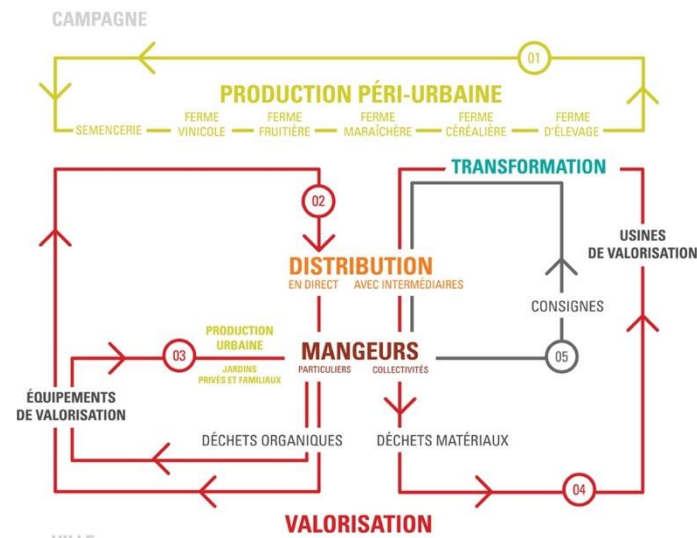 CAMPAGNE
01
PRODUCTION PÉRI-URBAINE
SEMENCERIE
FERME
VINICOLE
FERME
FRUITIÈRE
FERME
MARAÎCHÈRE
FERME
CÉRÉALIÈRE
FERME
D'ÉLEVAGE
TRANSFORMATION
02
USINES
DE VALORISATION
DISTRIBUTION
EN DIRECT AVEC INTERMÉDIAIRES
CONSIGNES
PRODUCTION
URBAINE
03
JARDINS
PRIVÉS ET FAMILIAUX
MANGEURS
PARTICULIERS COLLECTIVITÉS
05
ÉQUIPEMENTS
DE VALORISATION
DÉCHETS ORGANIQUES
DÉCHETS MATÉRIAUX
04
VALORISATION